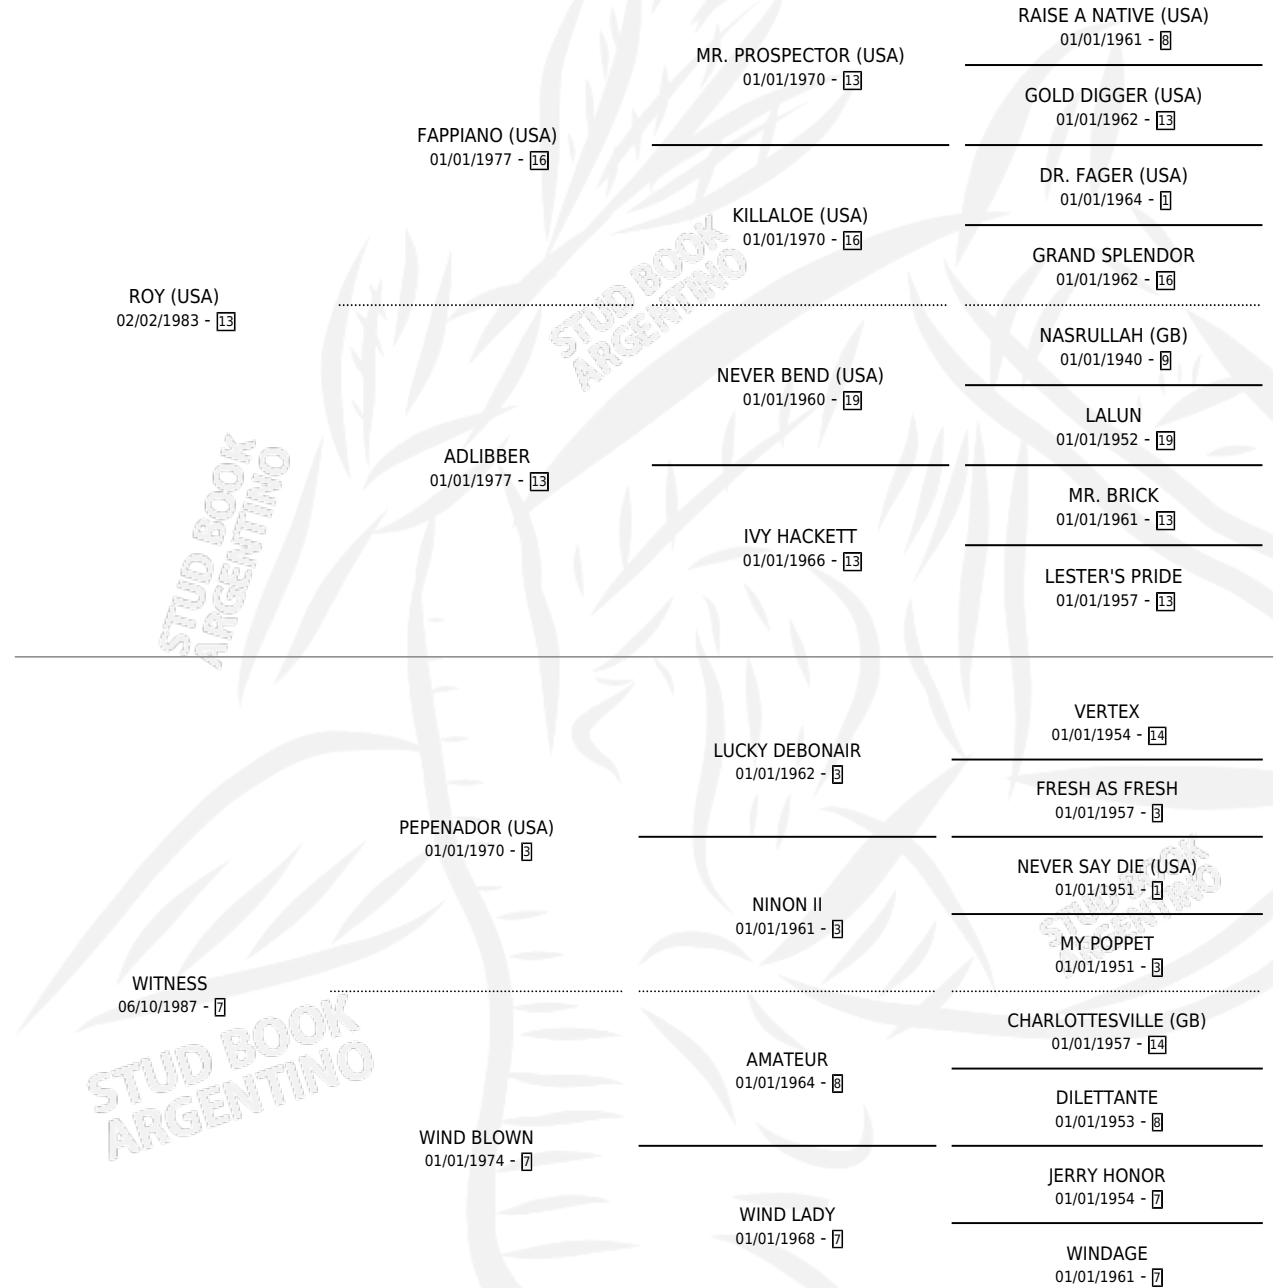 RAISE A NATIVE (USA)
01/01/1961 - 8
MR. PROSPECTOR (USA)
01/01/1970 - 13
GOLD DIGGER (USA)
01/01/1962 - 13
FAPPIANO (USA)
01/01/1977 - 16
DR. FAGER (USA)
01/01/1964 - 1
KILLALOE (USA)
01/01/1970 - 16
GRAND SPLENDOR
01/01/1962 - 16
ROY (USA)
02/02/1983 - 13
STUD BOOK
ARGENTINO
NASRULLAH (GB)
01/01/1940 - 9
NEVER BEND (USA)
01/01/1960 - 19
LALUN
01/01/1952 - 19
ADLIBBER
01/01/1977 - 13
MR. BRICK
01/01/1961 - 13
IVY HACKETT
01/01/1966 - 13
LESTER'S PRIDE
01/01/1957 - 13
STUD BOOK
ARGENTINO
VERTEX
01/01/1954 - 14
LUCKY DEBONAIR
01/01/1962 - 3
FRESH AS FRESH
01/01/1957 - 3
PEPENADOR (USA)
01/01/1970 - 3
NEVER SAY DIE (USA)
01/01/1951 - 1
NINON II
01/01/1961 - 3
STUD BOOK
ARGENTINO
MY POPPET
01/01/1951 - 3
WITNESS
06/10/1987 - 7
CHARLOTTESVILLE (GB)
01/01/1957 - 14
AMATEUR
01/01/1964 - 8
STUD BOOK
ARGENTINO
DILETTANTE
01/01/1953 - 8
WIND BLOWN
01/01/1974 - 7
JERRY HONOR
01/01/1954 - 7
WIND LADY
01/01/1968 - 7
WINDAGE
01/01/1961 - 7